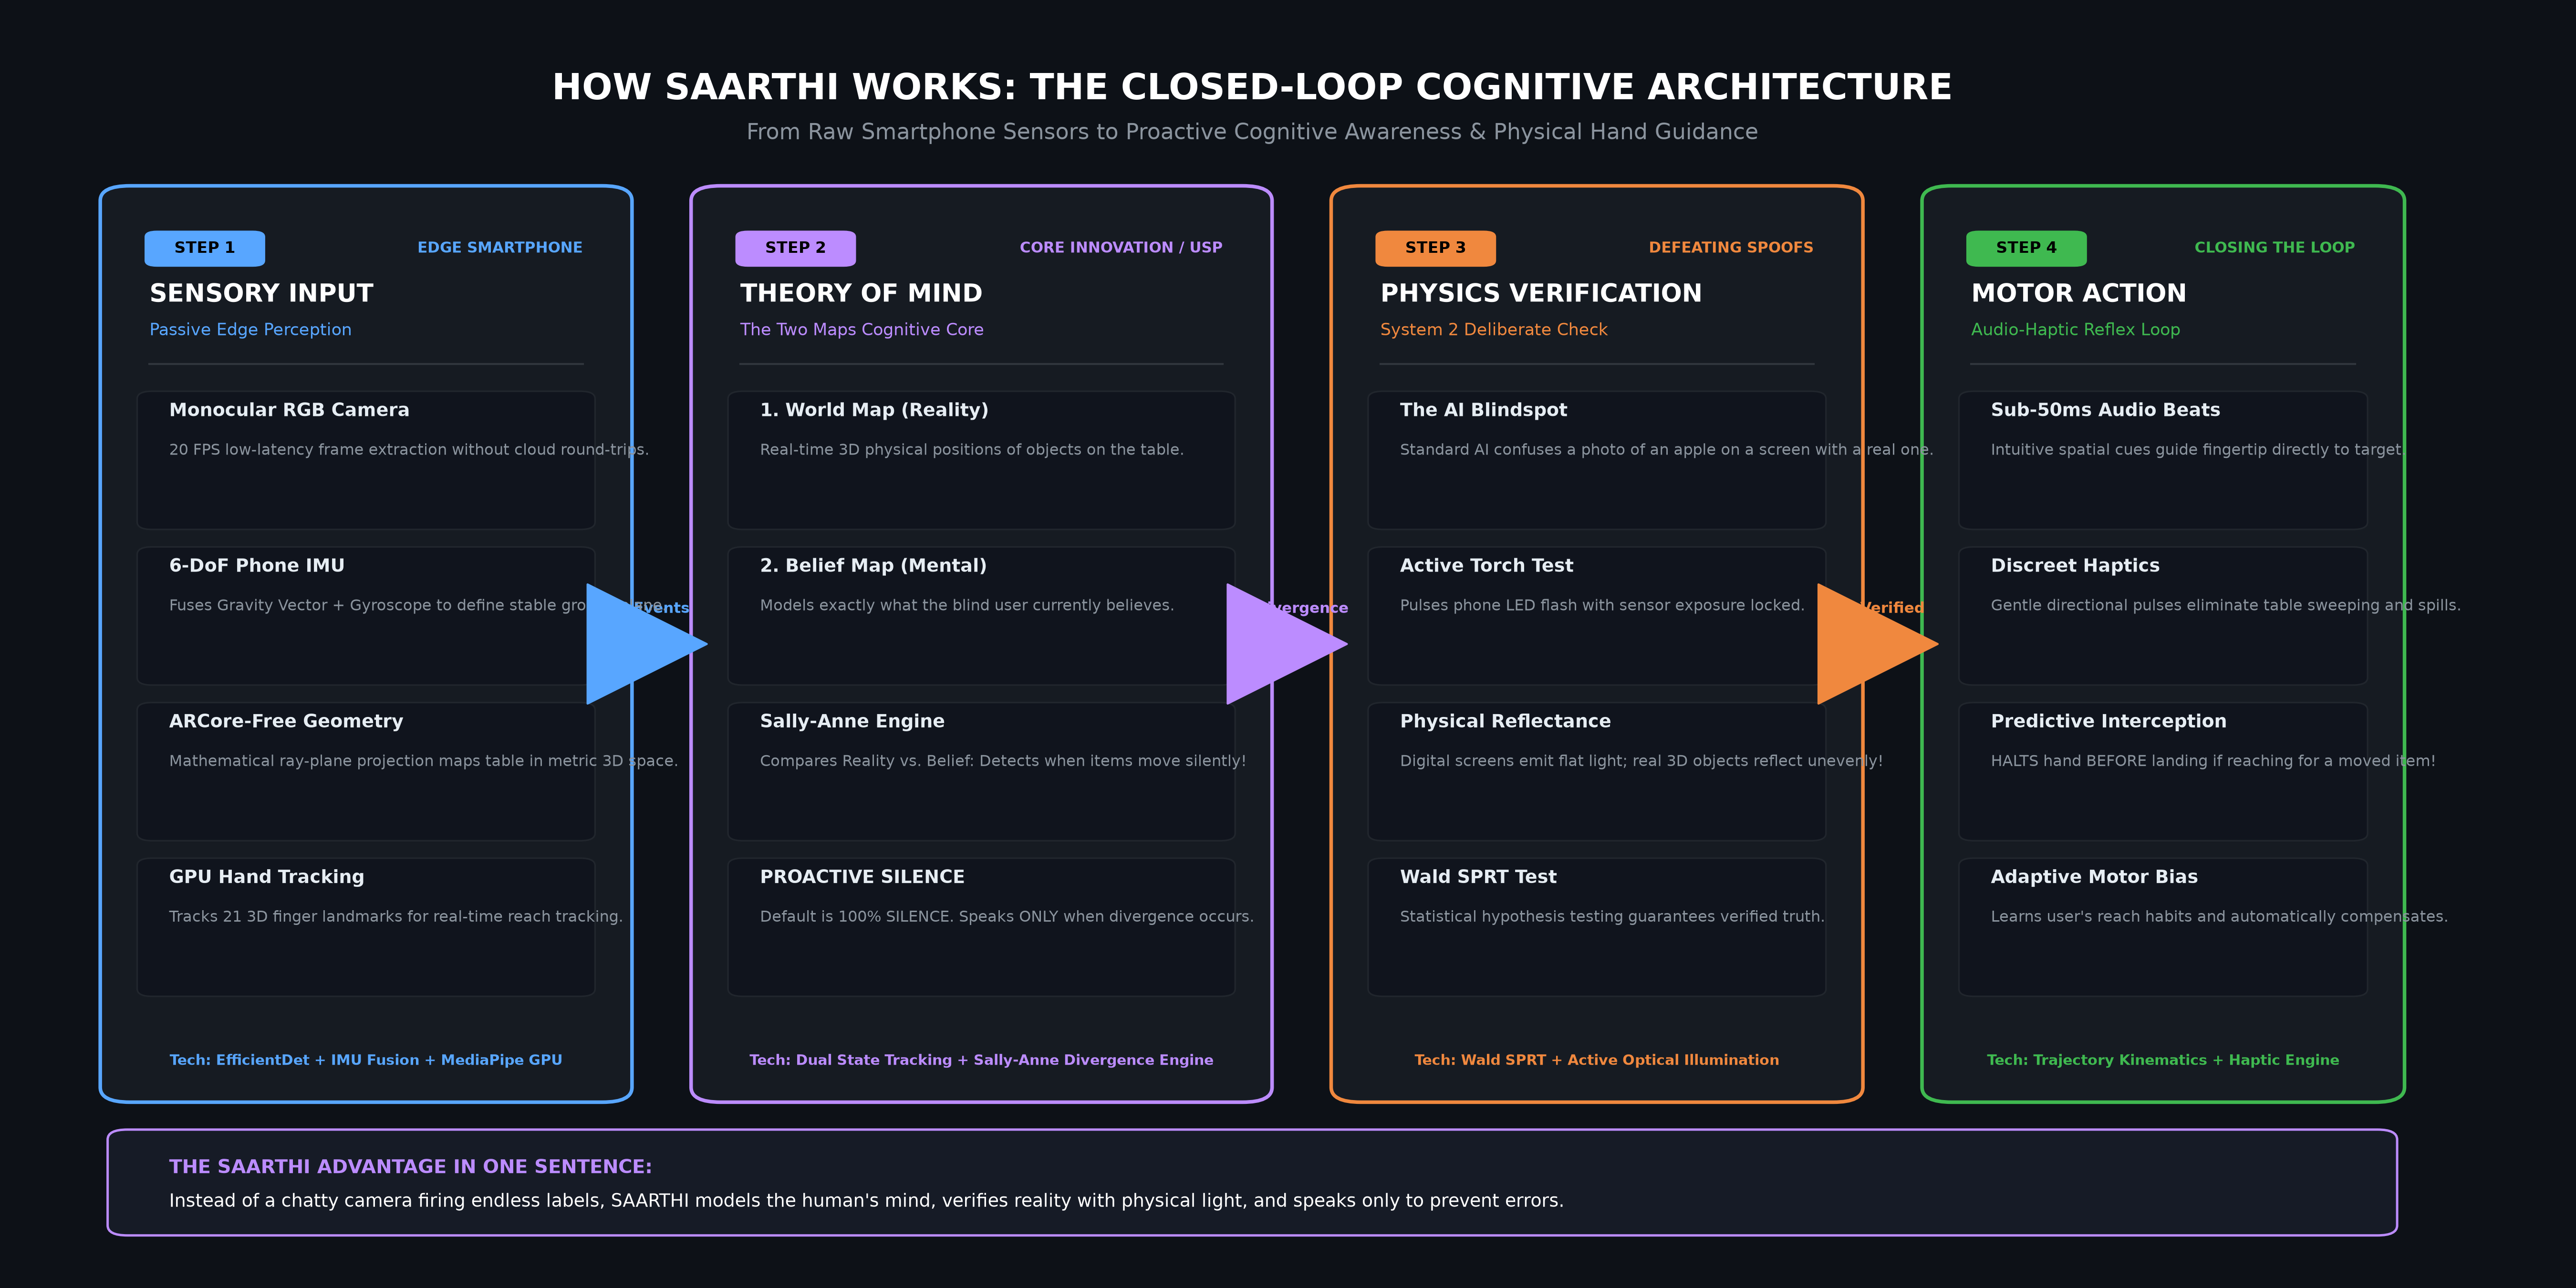 HOW SAARTHI WORKS: THE CLOSED-LOOP COGNITIVE ARCHITECTURE
From Raw Smartphone Sensors to Proactive Cognitive Awareness & Physical Hand Guidance
STEP 1
EDGE SMARTPHONE
SENSORY INPUT
Passive Edge Perception
Monocular RGB Camera
20 FPS low-latency frame extraction without cloud round-trips.
6-DoF Phone IMU
Fuses Gravity Vector + Gyroscope to define stable
ARCore-Free Geometry
Mathematical ray-plane projection maps table in metric 3D space.
GPU Hand Tracking
Tracks 21 3D finger landmarks for real-time reach tracking.
Tech: EfficientDet + IMU Fusion + MediaPipe GPU
STEP 2
CORE INNOVATION / USP
THEORY OF MIND
The Two Maps Cognitive Core
1. World Map (Reality)
Real-time 3D physical positions of objects on the table.
2. Belief Map (Mental)
Models exactly what the blind user currently believes.
Sally-Anne Engine
Compares Reality vs. Belief: Detects when items move silently!
PROACTIVE SILENCE
Default is 100% SILENCE. Speaks ONLY when divergence occurs.
Tech: Dual State Tracking + Sally-Anne Divergence Engine
STEP 3
DEFEATING SPOOFS
PHYSICS VERIFICATION
System 2 Deliberate Check
The AI Blindspot
Standard AI confuses a photo of an apple on a screen with a real one.
Active Torch Test
Pulses phone LED flash with sensor exposure locked.
Physical Reflectance
Digital screens emit flat light; real 3D objects reflect unevenly!
Wald SPRT Test
Statistical hypothesis testing guarantees verified truth.
Tech: Wald SPRT + Active Optical Illumination
Verified
STEP 4
CLOSING THE LOOP
MOTOR ACTION
Audio-Haptic Reflex Loop
Sub-50ms Audio Beats
Intuitive spatial cues guide fingertip directly to target.
Discreet Haptics
Gentle directional pulses eliminate table sweeping and spills.
Predictive Interception
HALTS hand BEFORE landing if reaching for a moved item!
Adaptive Motor Bias
Learns user's reach habits and automatically compensates.
Tech: Trajectory Kinematics + Haptic Engine
THE SAARTHI ADVANTAGE IN ONE SENTENCE:
Instead of a chatty camera firing endless labels, SAARTHI models the human's mind, verifies reality with physical light, and speaks only to prevent errors.